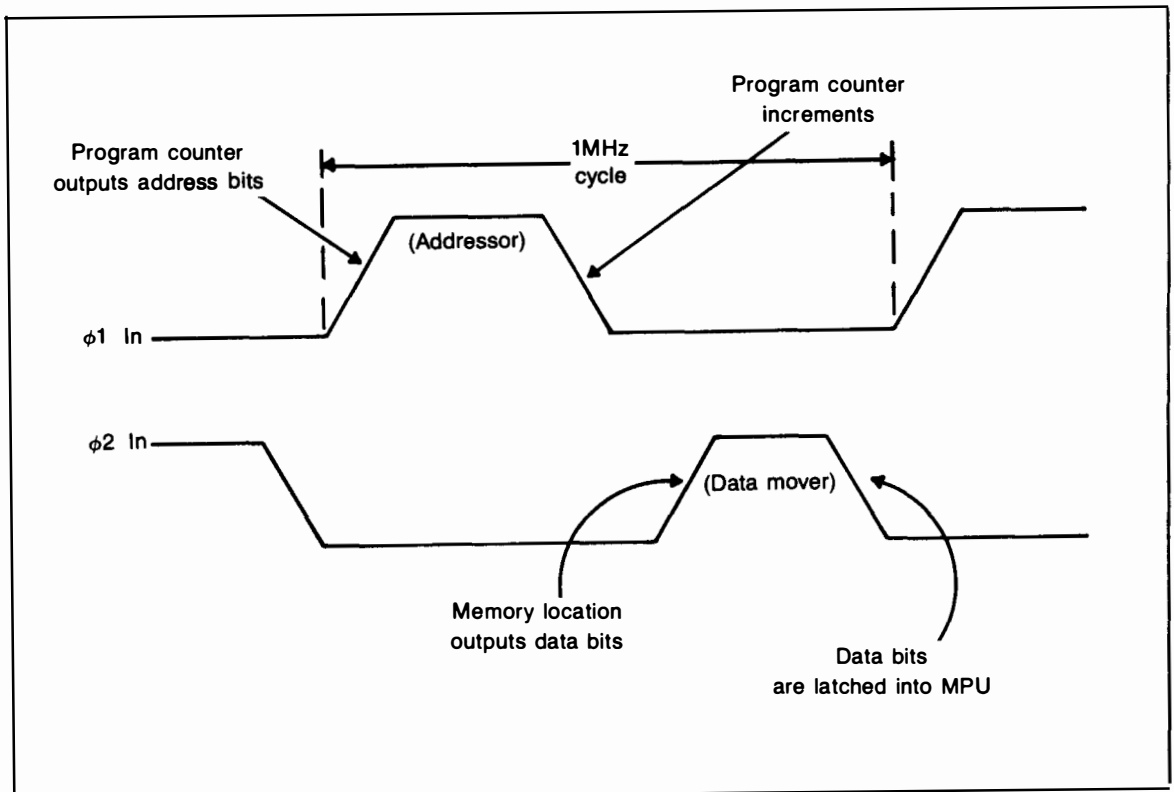 Program counter
increments
1MHz
cycle
Program counter
outputs address bits
(Addressor)
ϕ1 In
ϕ2 In
(Data mover)
Memory location
outputs data bits
Data bits
are latched into MPU